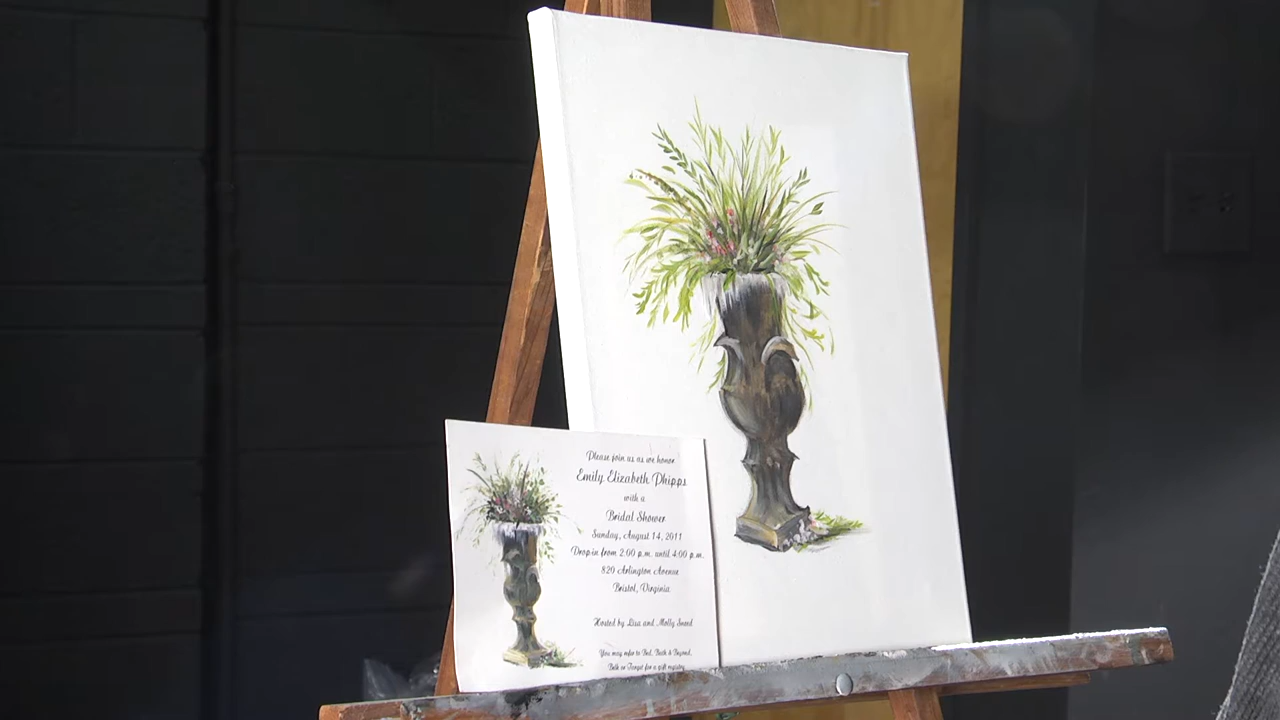 Please join us as we honor
Emily Elizabeth Phipps
with a
Bridal Shower
Sunday, August 14, 2011
Drop in from 2:00 p.m. until 4:00 p.m.
820 Arlington Avenue
Bristol, Virginia
Hosted by Lisa and Molly Sneed
You may refer to Bed, Bath & Beyond,
Belk or Target for a gift registry